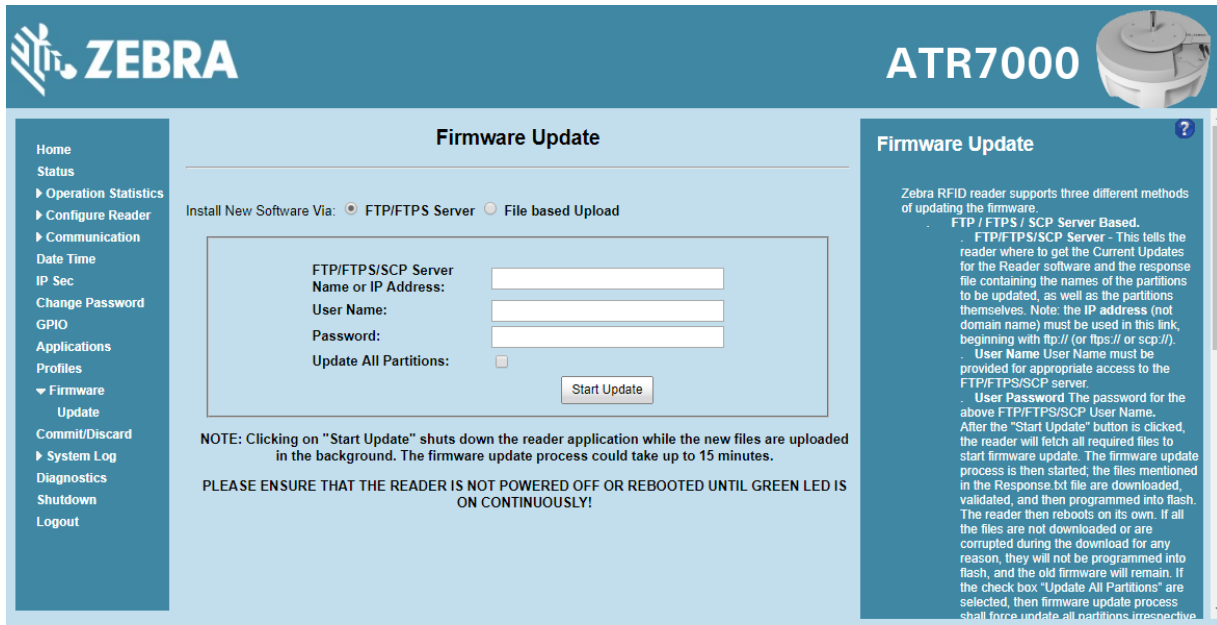 ZEBRA
ATR7000
Home
Status
Operation Statistics
Configure Reader
Communication
Date Time
IP Sec
Change Password
GPIO
Applications
Profiles
Firmware
Update
Commit/Discard
System Log
Diagnostics
Shutdown
Logout
Firmware Update
Install New Software Via: FTP/FTPS Server File based Upload
FTP/FTPS/SCP Server
Name or IP Address:
User Name:
Password:
Update All Partitions:
Start Update
NOTE: Clicking on "Start Update" shuts down the reader application while the new files are uploaded
in the background. The firmware update process could take up to 15 minutes.
PLEASE ENSURE THAT THE READER IS NOT POWERED OFF OR REBOOTED UNTIL GREEN LED IS
ON CONTINUOUSLY!
?
Firmware Update
Zebra RFID reader supports three different methods
of updating the firmware.
. FTP / FTPS / SCP Server Based.
. FTP/FTPS/SCP Server - This tells the
reader where to get the Current Updates
for the Reader software and the response
file containing the names of the partitions
to be updated, as well as the partitions
themselves. Note: the IP address (not
domain name) must be used in this link,
beginning with ftp:// (or ftps:// or scp://).
. User Name User Name must be
provided for appropriate access to the
FTP/FTPS/SCP server.
. User Password The password for the
above FTP/FTPS/SCP User Name.
After the "Start Update" button is clicked,
the reader will fetch all required files to
start firmware update. The firmware update
process is then started; the files mentioned
in the Response.txt file are downloaded,
validated, and then programmed into flash.
The reader then reboots on its own. If all
the files are not downloaded or are
corrupted during the download for any
reason, they will not be programmed into
flash, and the old firmware will remain. If
the check box "Update All Partitions" are
selected, then firmware update process
shall force update all partitions irrespective